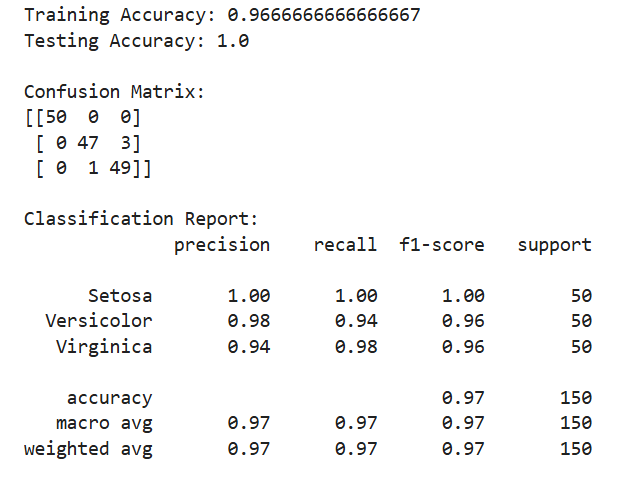 Training Accuracy: 0.9666666666666667
Testing Accuracy: 1.0
Confusion Matrix:
[[50  0  0]
 [ 0 47  3]
 [ 0  1 49]]
Classification Report:
              precision    recall  f1-score   support
      Setosa       1.00      1.00      1.00        50
  Versicolor       0.98      0.94      0.96        50
   Virginica       0.94      0.98      0.96        50
    accuracy                           0.97       150
   macro avg       0.97      0.97      0.97       150
weighted avg       0.97      0.97      0.97       150